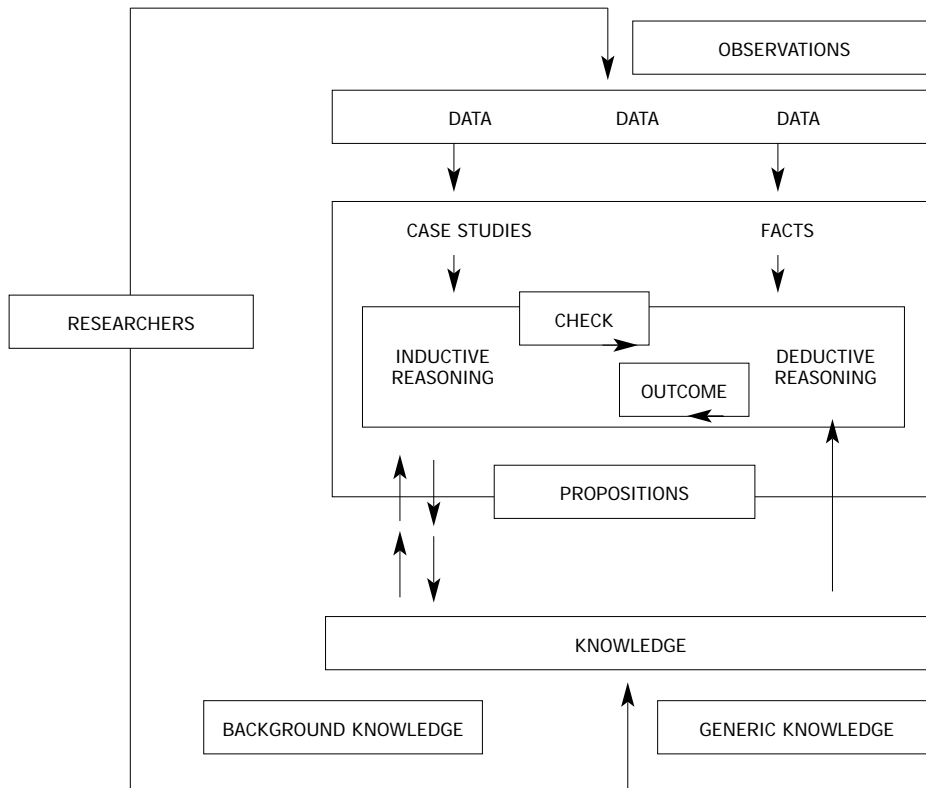 OBSERVATIONS
DATA DATA DATA
CASE STUDIES FACTS
RESEARCHERS
CHECK
INDUCTIVE
REASONING
DEDUCTIVE
REASONING
OUTCOME
PROPOSITIONS
KNOWLEDGE
BACKGROUND KNOWLEDGE
GENERIC KNOWLEDGE